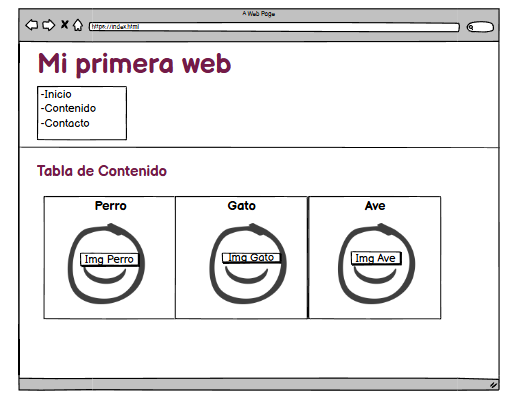 A Web Page
https://index.html
Mi primera web
-Inicio
-Contenido
-Contacto
Tabla de Contenido
Perro Gato Ave
Img Perro Img Gato Img Ave